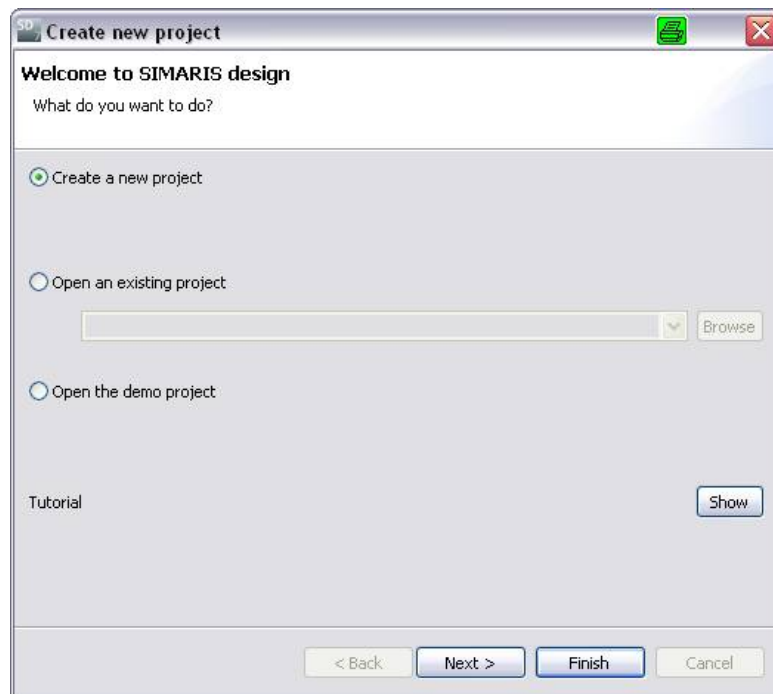 SD
Create new project
Welcome to SIMARIS design
What do you want to do?
Create a new project
Open an existing project
Browse
Open the demo project
Tutorial
Show
< Back
Next >
Finish
Cancel